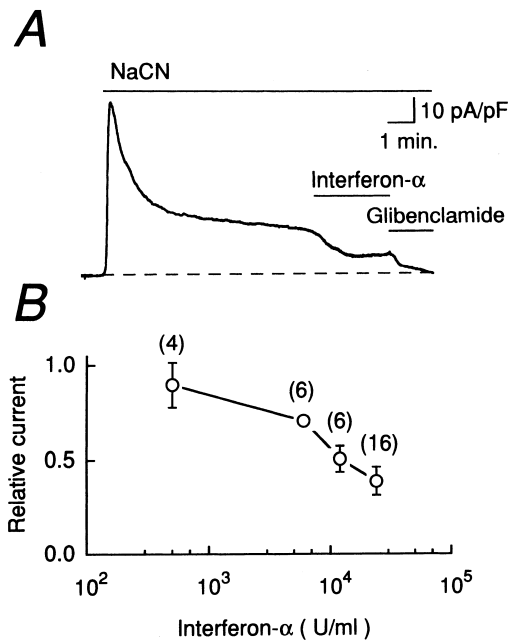 A
NaCN
10 pA/pF
1 min.
Interferon-α
Glibenclamide
B
(4)
(6)
(6)
(16)
1.0
0.5
0.0
Relative current
10² 10³ 10⁴ 10⁵
Interferon-α ( U/ml )